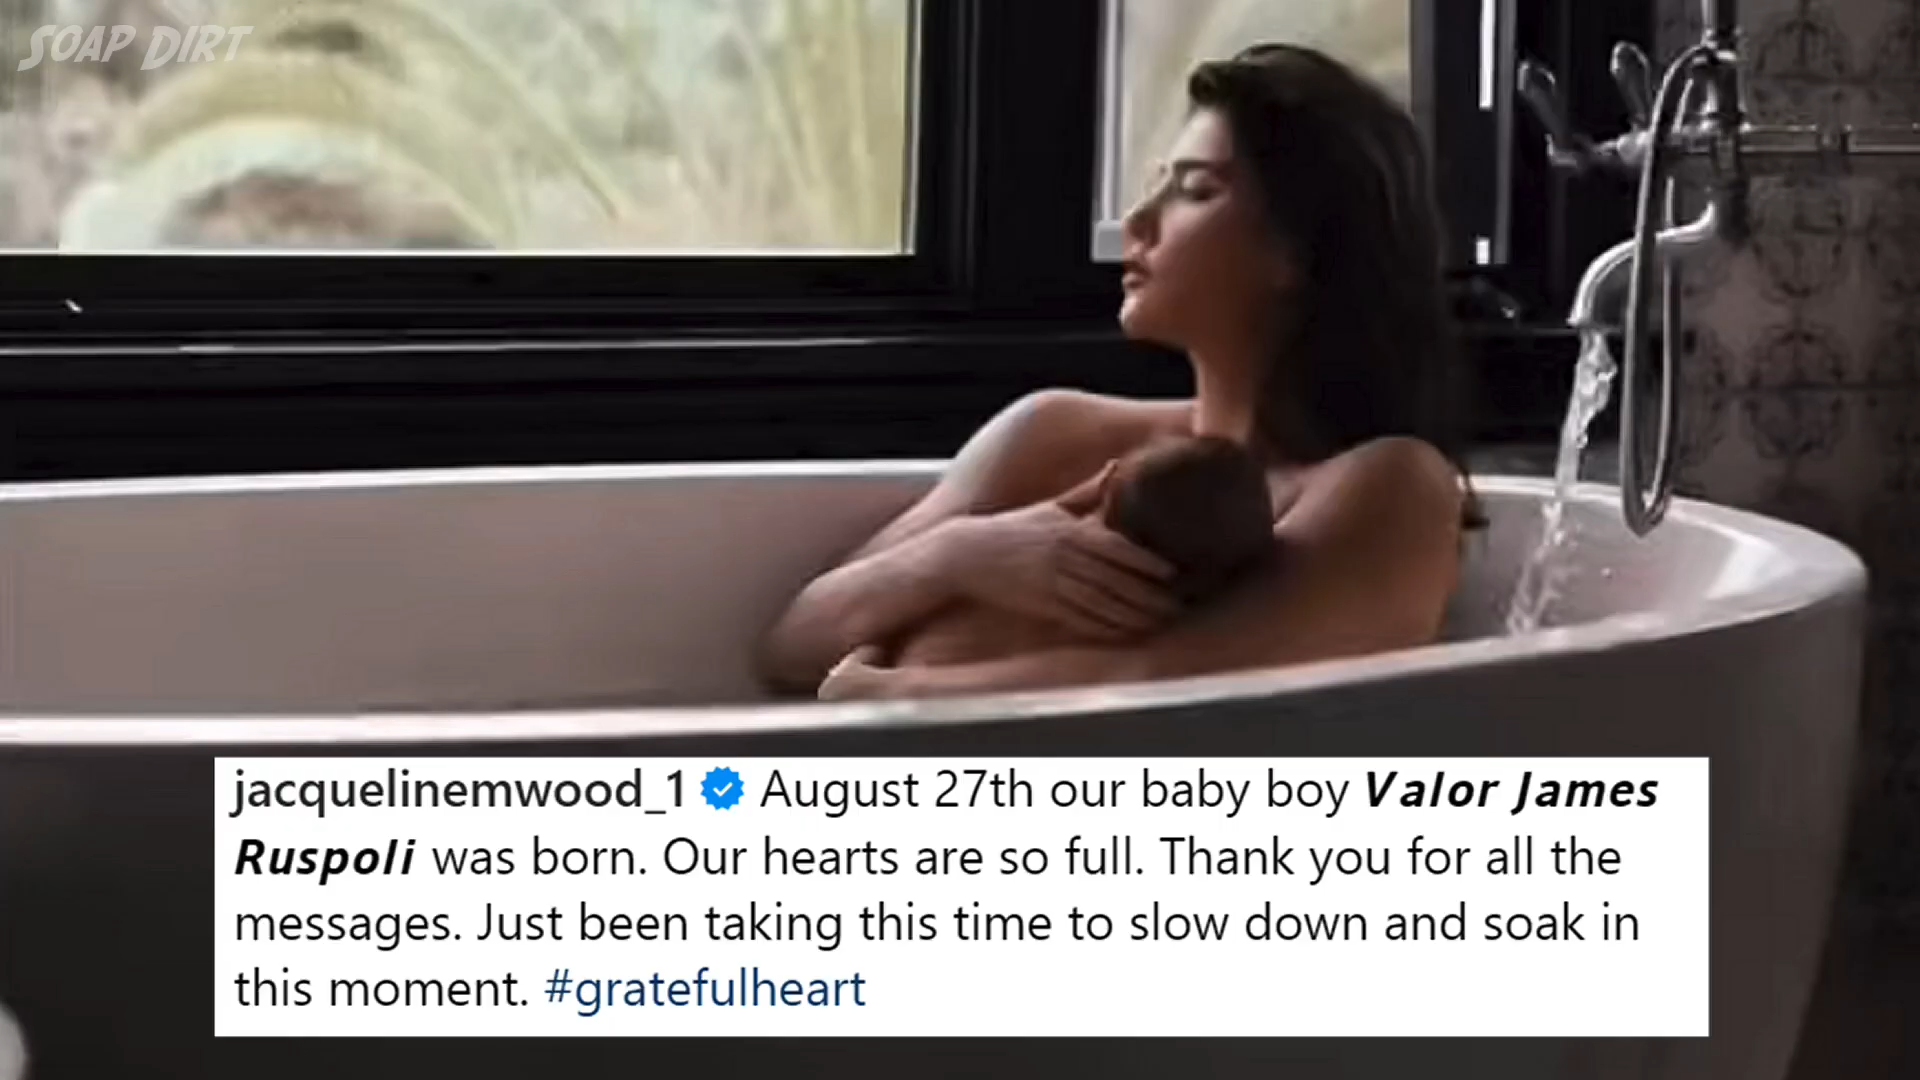 SOAP DIRT
jacquelinemwood_1 August 27th our baby boy Valor James
Ruspoli was born. Our hearts are so full. Thank you for all the
messages. Just been taking this time to slow down and soak in
this moment. #gratefulheart